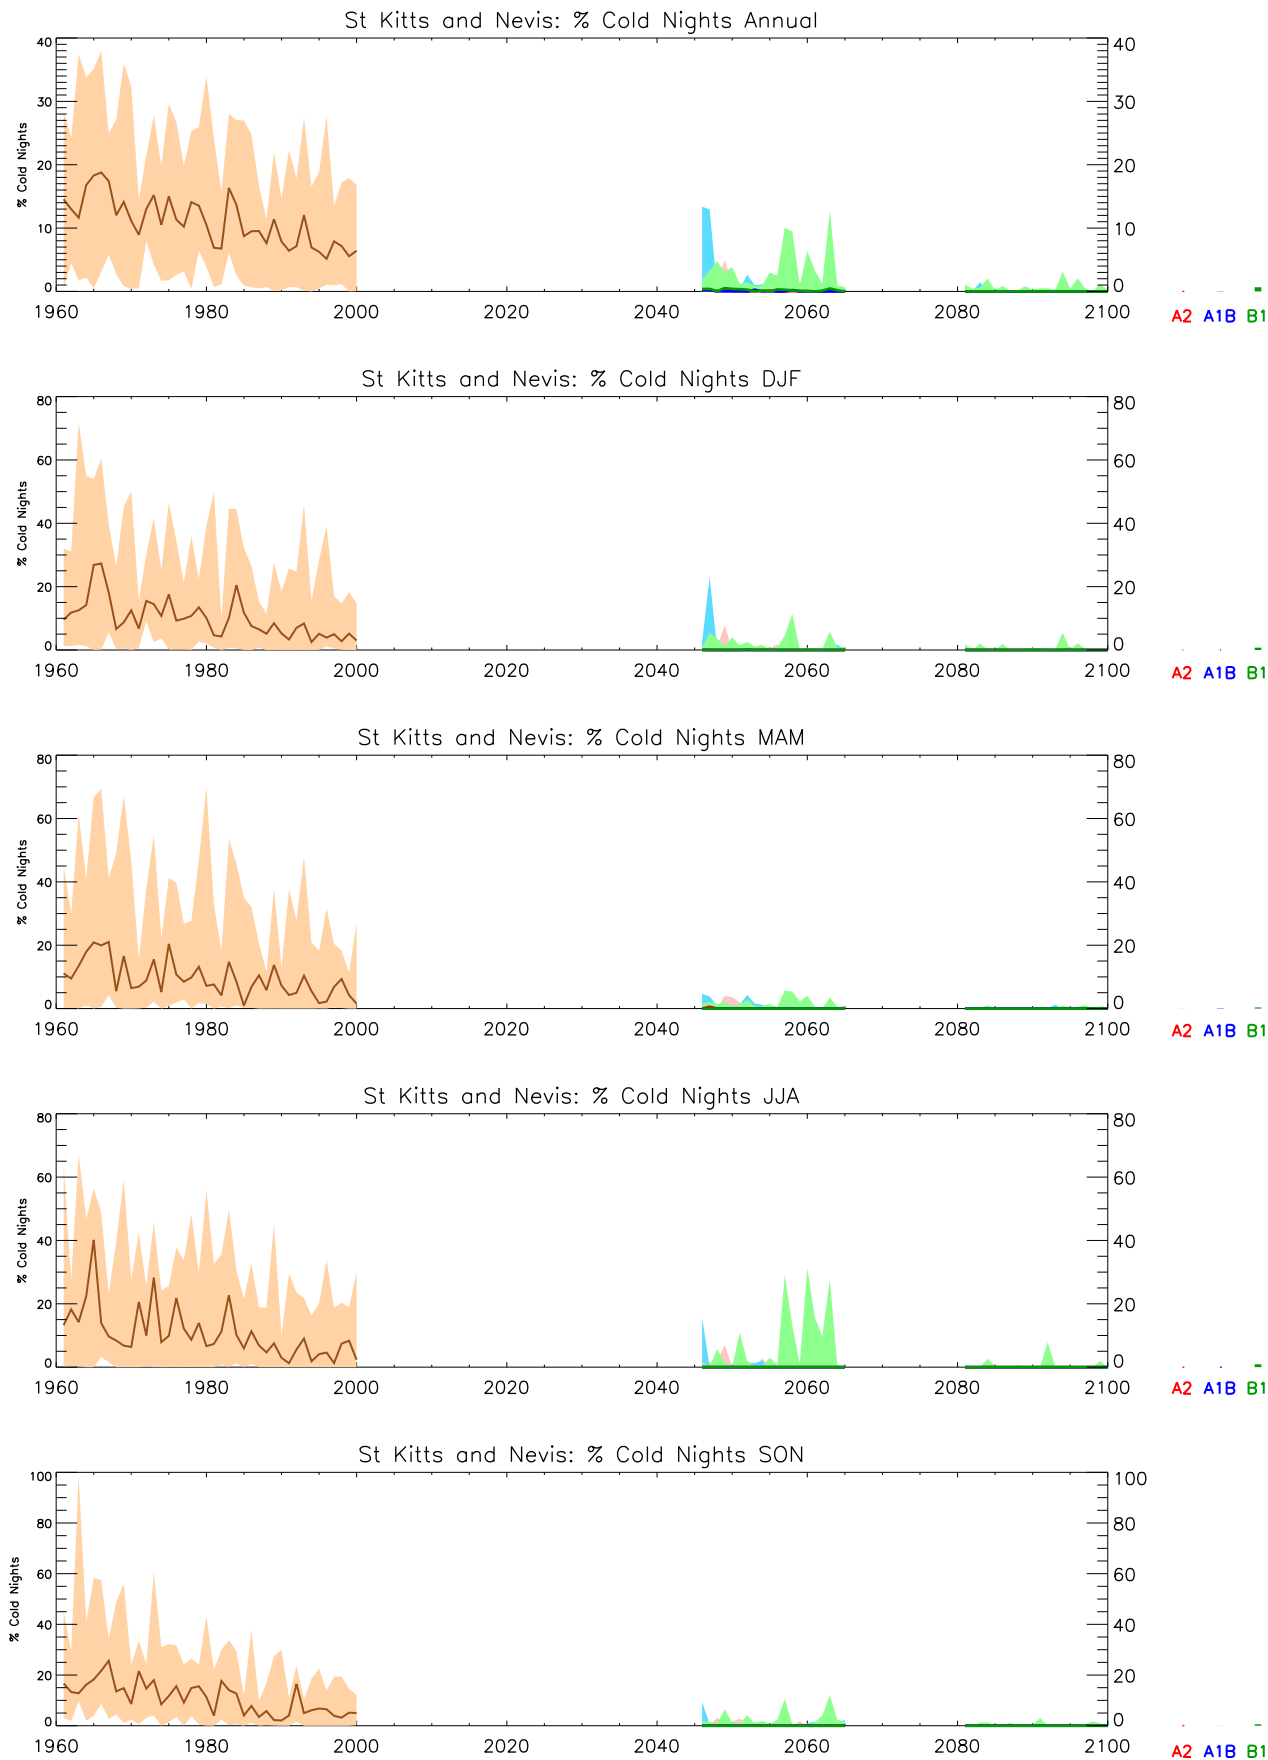 St Kitts and Nevis: % Cold Nights Annual
40 40
30 30
20 20
10 10
0 0
% Cold Nights
1960 1980 2000 2020 2040 2060 2080 2100 A2 A1B B1
St Kitts and Nevis: % Cold Nights DJF
80 80
60 60
40 40
20 20
0 0
% Cold Nights
1960 1980 2000 2020 2040 2060 2080 2100 A2 A1B B1
St Kitts and Nevis: % Cold Nights MAM
80 80
60 60
40 40
20 20
0 0
% Cold Nights
1960 1980 2000 2020 2040 2060 2080 2100 A2 A1B B1
St Kitts and Nevis: % Cold Nights JJA
80 80
60 60
40 40
20 20
0 0
% Cold Nights
1960 1980 2000 2020 2040 2060 2080 2100 A2 A1B B1
St Kitts and Nevis: % Cold Nights SON
100 100
80 80
60 60
40 40
20 20
0 0
% Cold Nights
1960 1980 2000 2020 2040 2060 2080 2100 A2 A1B B1